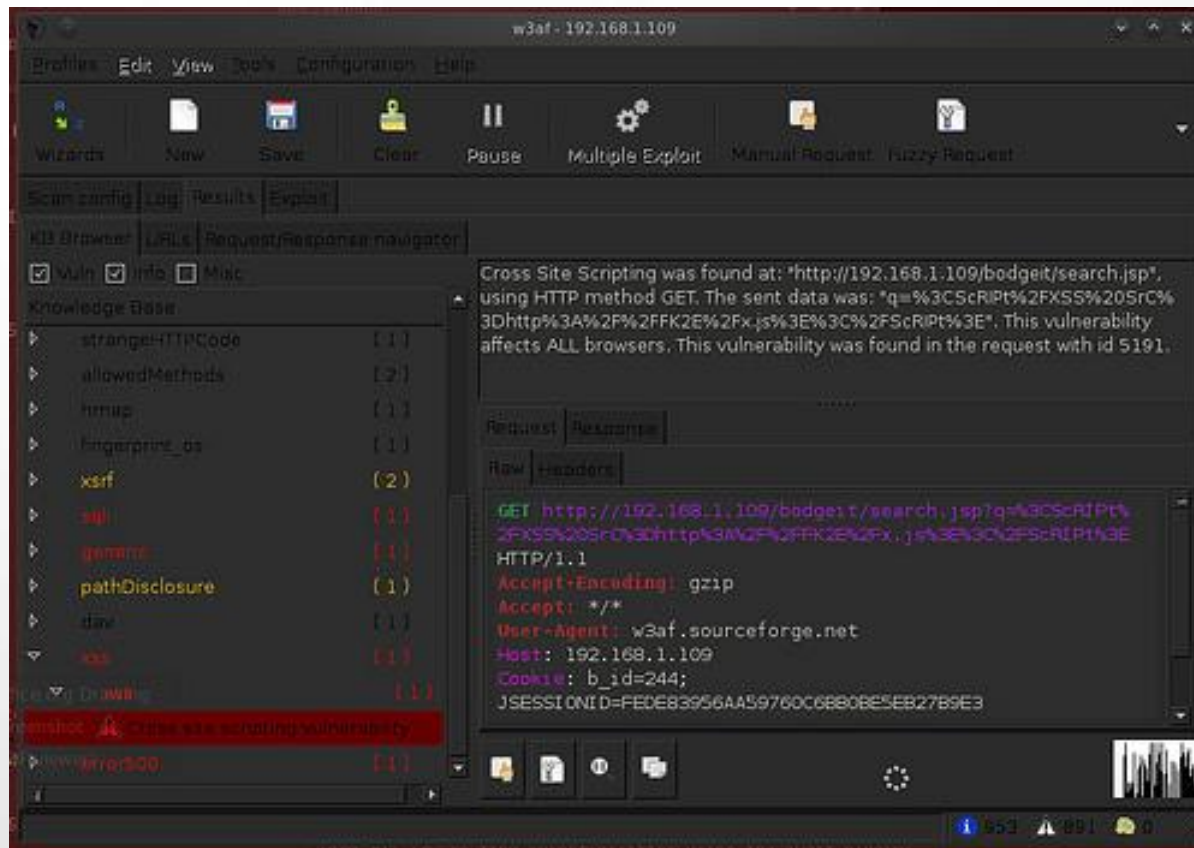 w3af - 192.168.1.109
Profiles Edit View Tools Configuration Help
Wizards New Save Clear Pause Multiple Exploit Manual Request Fuzzy Request
Scan config Log Results Exploit
KB Browser URLs Request/Response navigator
Vuln Info Misc
Knowledge Base
strangeHTTPCode [ 1 ]
allowedMethods [ 2 ]
hmap [ 1 ]
fingerprint_os [ 1 ]
xsrf ( 2 )
sqli [ 1 ]
generic [ 1 ]
pathDisclosure ( 1 )
dav [ 1 ]
xss [ 1 ]
Drawing [ 1 ]
Cross site scripting vulnerability
error500 [ 1 ]
Cross Site Scripting was found at: "http://192.168.1.109/bodgeit/search.jsp",
using HTTP method GET. The sent data was: "q=%3CScRIPt%2FXSS%20SrC%
3Dhttp%3A%2F%2FFK2E%2Fx.js%3E%3C%2FScRIPt%3E". This vulnerability
affects ALL browsers. This vulnerability was found in the request with id 5191.
Request Response
Raw Headers
GET http://192.168.1.109/bodgeit/search.jsp?q=%3CScRIPt%
2FXSS%20SrC%3Dhttp%3A%2F%2FFK2E%2Fx.js%3E%3C%2FScRIPt%3E
HTTP/1.1
Accept-Encoding: gzip
Accept: */*
User-Agent: w3af.sourceforge.net
Host: 192.168.1.109
Cookie: b_id=244;
JSESSIONID=FEDE83956AA59760C6BB0BE5EB27B9E3
953 891 0